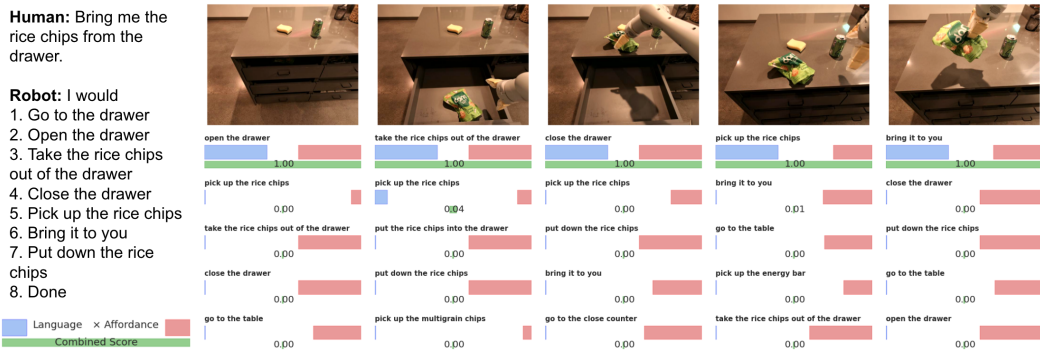 Human: Bring me the
rice chips from the
drawer.
Robot: I would
1. Go to the drawer
2. Open the drawer
3. Take the rice chips
out of the drawer
4. Close the drawer
5. Pick up the rice chips
6. Bring it to you
7. Put down the rice
chips
8. Done
Language × Affordance
Combined Score
open the drawer
1.00
pick up the rice chips
0.00
take the rice chips out of the drawer
0.00
close the drawer
0.00
go to the table
0.00
take the rice chips out of the drawer
1.00
pick up the rice chips
0.04
put the rice chips into the drawer
0.00
put down the rice chips
0.00
pick up the multigrain chips
0.00
close the drawer
1.00
pick up the rice chips
0.00
put down the rice chips
0.00
bring it to you
0.00
go to the close counter
0.00
pick up the rice chips
1.00
bring it to you
0.01
go to the table
0.00
pick up the energy bar
0.00
take the rice chips out of the drawer
0.00
bring it to you
1.00
close the drawer
0.00
put down the rice chips
0.00
go to the table
0.00
open the drawer
0.00